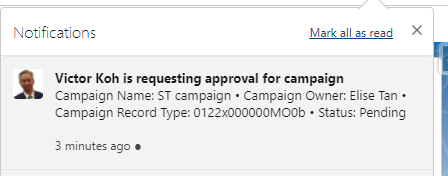 Notifications
Mark all as read
Victor Koh is requesting approval for campaign
Campaign Name: ST campaign • Campaign Owner: Elise Tan •
Campaign Record Type: 0122x000000MO0b • Status: Pending
3 minutes ago